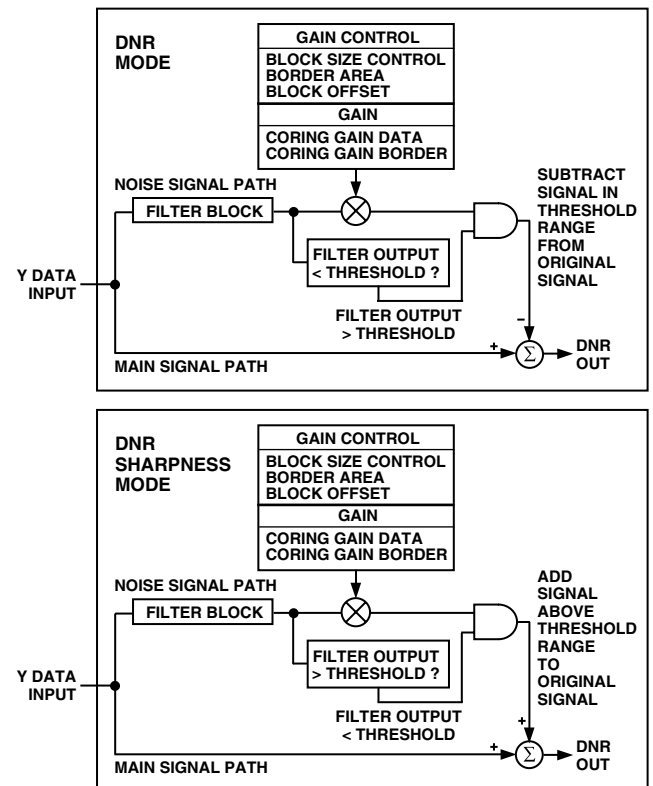 DNR
MODE
GAIN CONTROL
BLOCK SIZE CONTROL
BORDER AREA
BLOCK OFFSET
GAIN
CORING GAIN DATA
CORING GAIN BORDER
NOISE SIGNAL PATH
FILTER BLOCK
FILTER OUTPUT
< THRESHOLD ?
FILTER OUTPUT
> THRESHOLD
SUBTRACT
SIGNAL IN
THRESHOLD
RANGE
FROM
ORIGINAL
SIGNAL
Y DATA
INPUT
MAIN SIGNAL PATH
+
–
Σ
DNR
OUT
DNR
SHARPNESS
MODE
GAIN CONTROL
BLOCK SIZE CONTROL
BORDER AREA
BLOCK OFFSET
GAIN
CORING GAIN DATA
CORING GAIN BORDER
NOISE SIGNAL PATH
FILTER BLOCK
FILTER OUTPUT
> THRESHOLD ?
FILTER OUTPUT
< THRESHOLD
ADD
SIGNAL
ABOVE
THRESHOLD
RANGE
TO
ORIGINAL
SIGNAL
Y DATA
INPUT
MAIN SIGNAL PATH
+
+
Σ
DNR
OUT